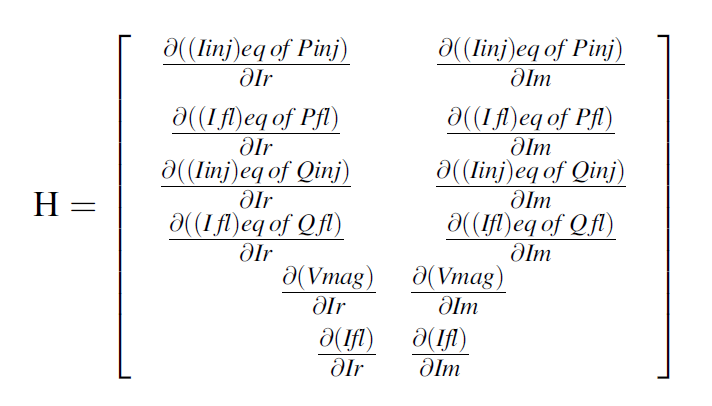 ∂((Iinj)eq of Pinj) ∂((Iinj)eq of Pinj)
∂Ir ∂Im
∂((I fl)eq of Pfl) ∂((I fl)eq of Pfl)
∂Ir ∂Im
∂((Iinj)eq of Qinj) ∂((Iinj)eq of Qinj)
H = ∂Ir ∂Im
∂((I fl)eq of Q fl) ∂((Ifl)eq of Q fl)
∂Ir ∂Im
∂(Vmag) ∂(Vmag)
∂Ir ∂Im
∂(Ifl) ∂(Ifl)
∂Ir ∂Im